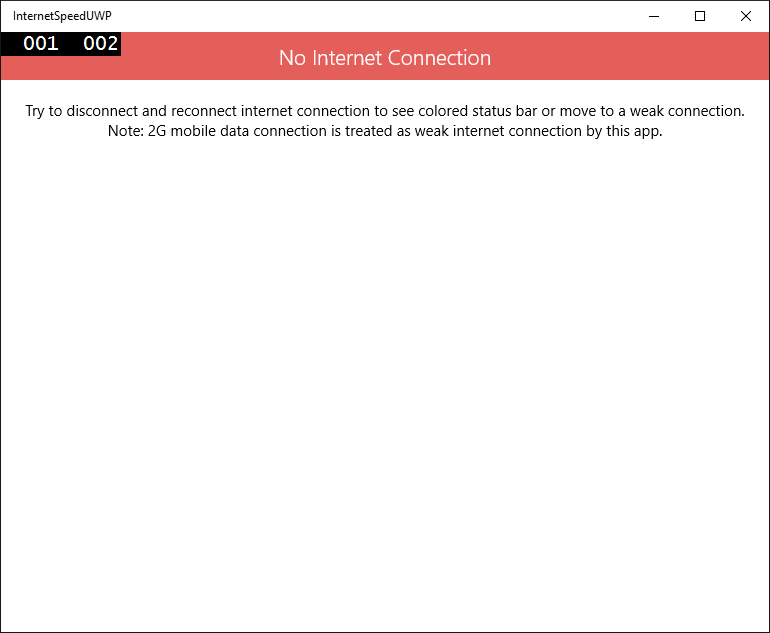 InternetSpeedUWP
001 002
No Internet Connection
Try to disconnect and reconnect internet connection to see colored status bar or move to a weak connection.
Note: 2G mobile data connection is treated as weak internet connection by this app.